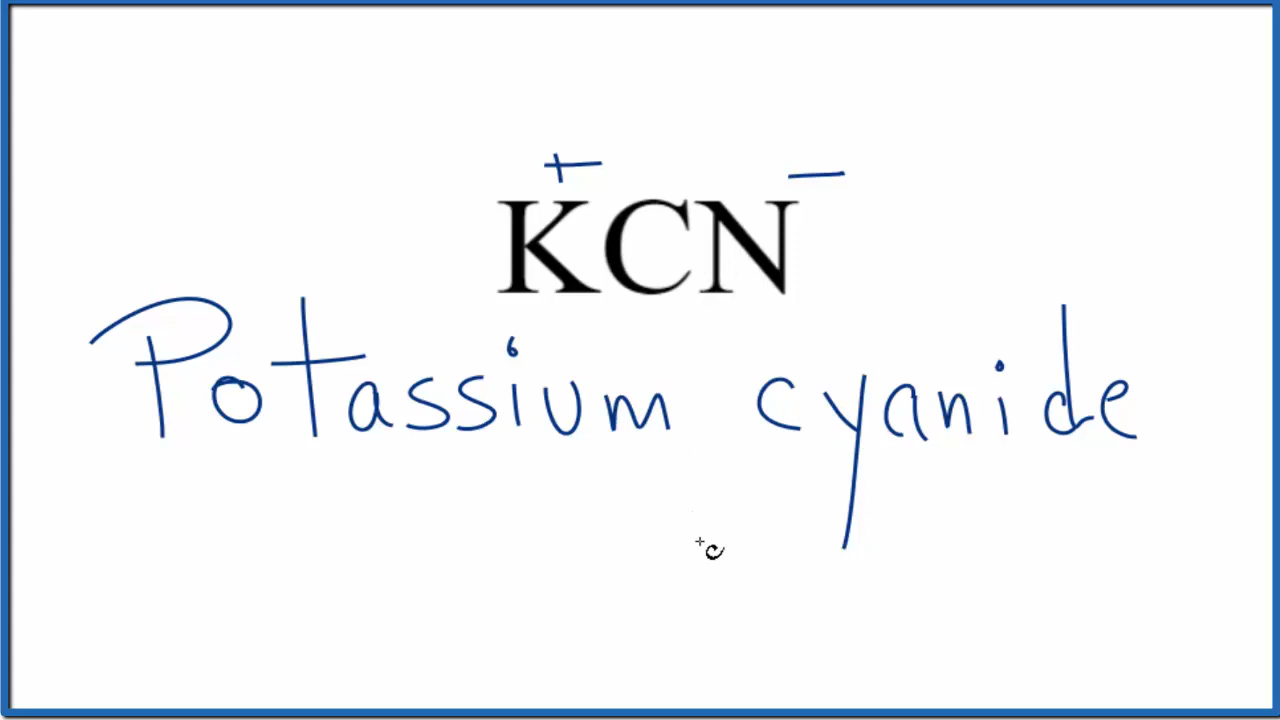 + –
KCN
Potassium cyanide